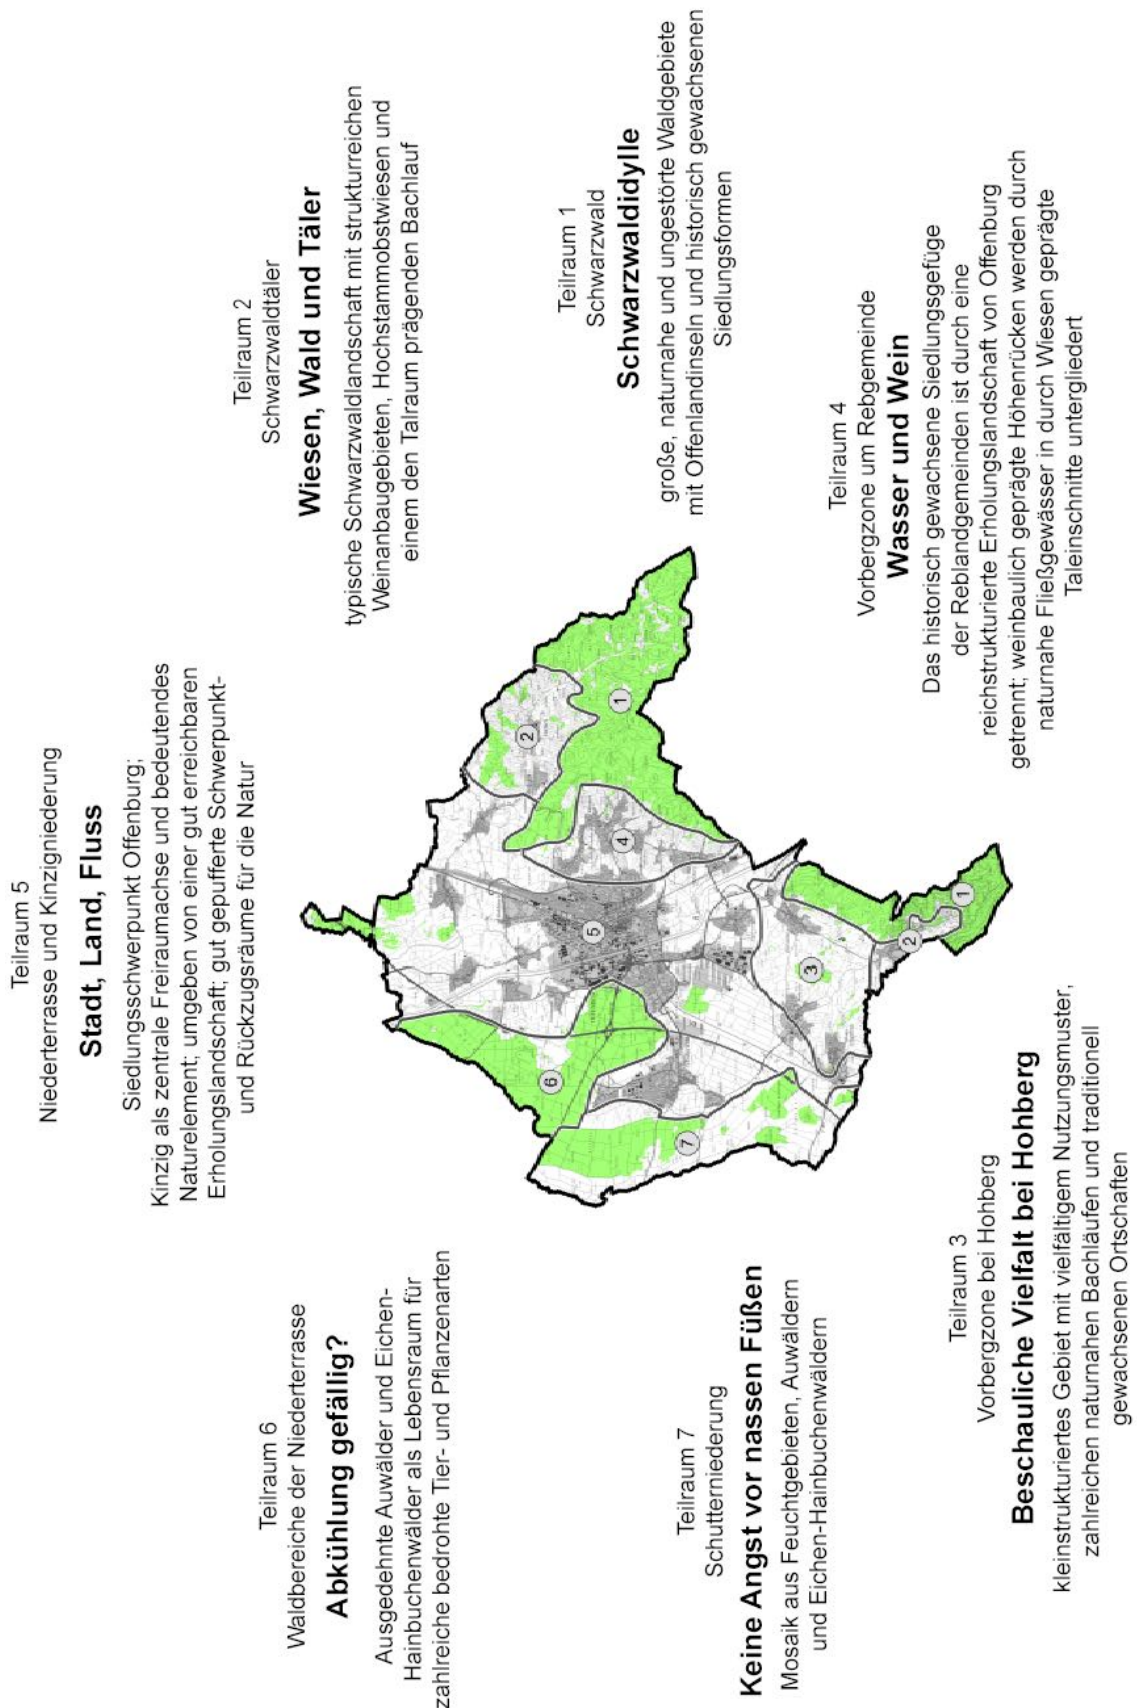 Teilraum 5
Niederterrasse und Kinzigniederung
Stadt, Land, Fluss
Siedlungsschwerpunkt Offenburg;
Kinzig als zentrale Freiraumachse und bedeutendes
Naturelement; umgeben von einer gut erreichbaren
Erholungslandschaft; gut gepufferte Schwerpunkt-
und Rückzugsräume für die Natur
Teilraum 2
Schwarzwaldtäler
Wiesen, Wald und Täler
typische Schwarzwaldlandschaft mit strukturreichen
Weinanbaugebieten, Hochstammobstwiesen und
einem den Talraum prägenden Bachlauf
Teilraum 1
Schwarzwald
Schwarzwaldidylle
große, naturnahe und ungestörte Waldgebiete
mit Offenlandinseln und historisch gewachsenen
Siedlungsformen
Teilraum 4
Vorbergzone um Rebgemeinde
Wasser und Wein
Das historisch gewachsene Siedlungsgefüge
der Reblandgemeinden ist durch eine
reichstrukturierte Erholungslandschaft von Offenburg
getrennt; weinbaulich geprägte Höhenrücken werden durch
naturnahe Fließgewässer in durch Wiesen geprägte
Taleinschnitte untergliedert
Teilraum 6
Waldbereiche der Niederterrasse
Abkühlung gefällig?
Ausgedehnte Auwälder und Eichen-
Hainbuchenwälder als Lebensraum für
zahlreiche bedrohte Tier- und Pflanzenarten
Teilraum 7
Schutterniederung
Keine Angst vor nassen Füßen
Mosaik aus Feuchtgebieten, Auwäldern
und Eichen-Hainbuchenwäldern
Teilraum 3
Vorbergzone bei Hohberg
Beschauliche Vielfalt bei Hohberg
kleinstrukturiertes Gebiet mit vielfältigem Nutzungsmuster,
zahlreichen naturnahen Bachläufen und traditionell
gewachsenen Ortschaften
2
1
6
5
4
7
3
2
1